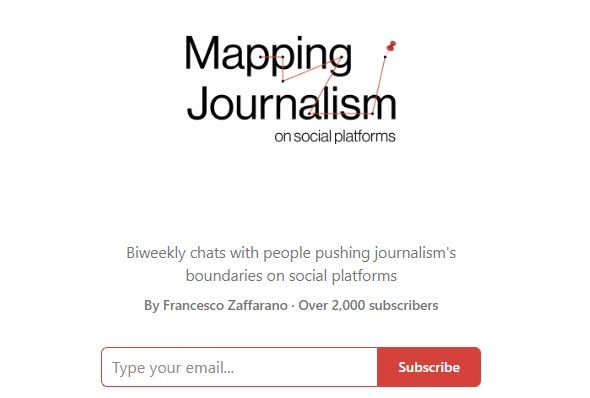 Mapping
Journalism
on social platforms
Biweekly chats with people pushing journalism's
boundaries on social platforms
By Francesco Zaffarano · Over 2,000 subscribers
Type your email...
Subscribe